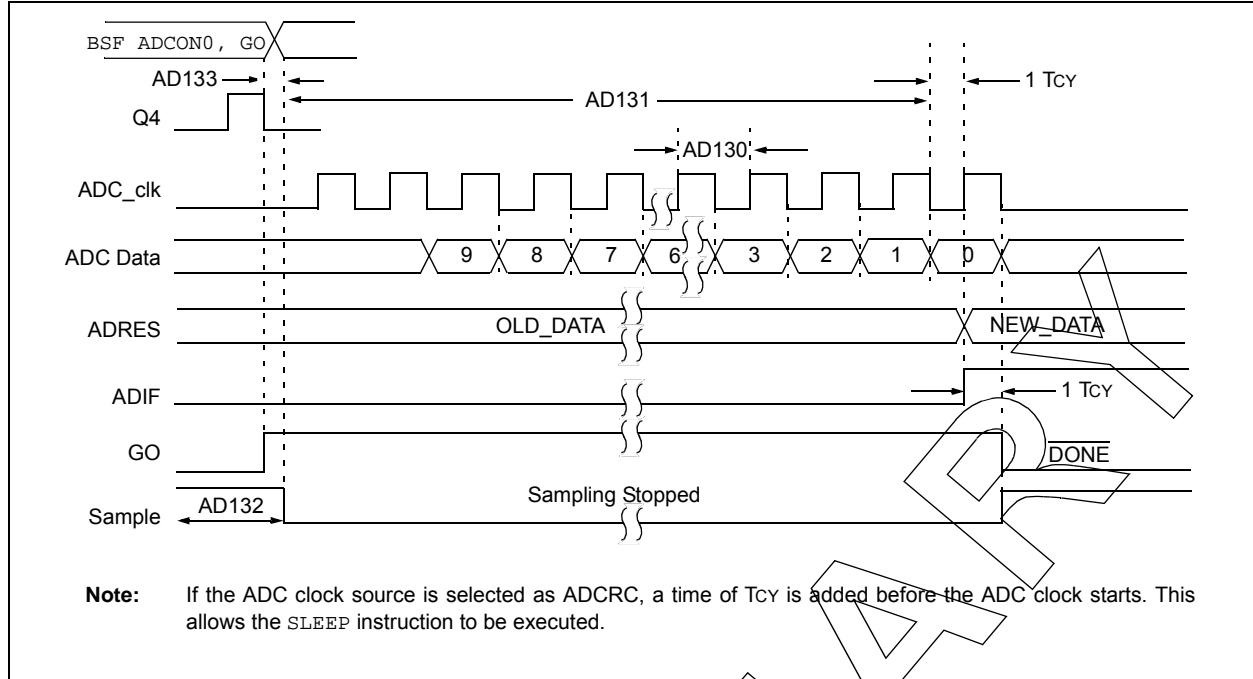 BSF ADCON0, GO
AD133
1 TCY
AD131
Q4
AD130
ADC_clk
ADC Data 9 8 7 6 3 2 1 0
ADRES OLD_DATA NEW_DATA
ADIF 1 TCY
GO DONE
Sample AD132 Sampling Stopped
Note: If the ADC clock source is selected as ADCRC, a time of TCY is added before the ADC clock starts. This
allows the SLEEP instruction to be executed.